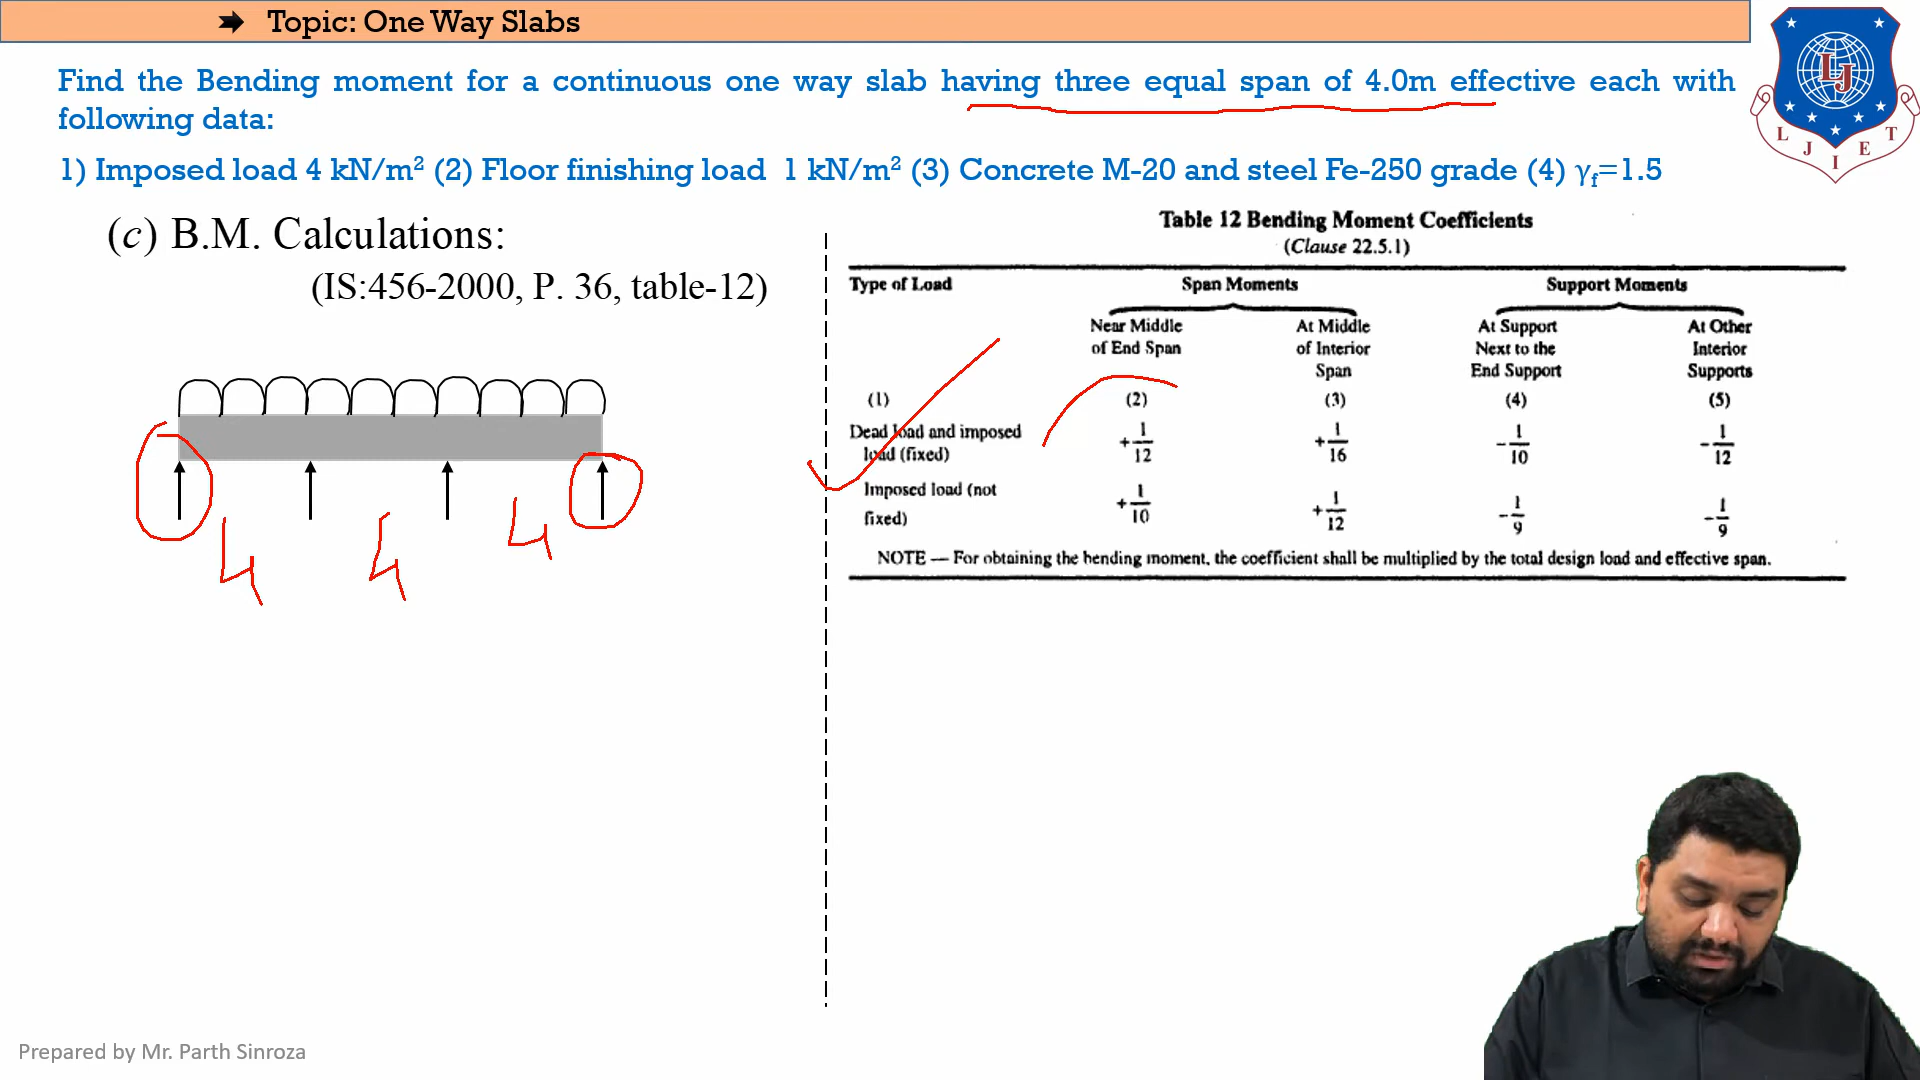 ➡ Topic: One Way Slabs
Find the Bending moment for a continuous one way slab having three equal span of 4.0m effective each with
following data:
1) Imposed load 4 kN/m² (2) Floor finishing load 1 kN/m² (3) Concrete M-20 and steel Fe-250 grade (4) γf=1.5
L J I E T
LJ
(c) B.M. Calculations:
(IS:456-2000, P. 36, table-12)
4 4 4
Table 12 Bending Moment Coefficients
(Clause 22.5.1)
Type of Load Span Moments Support Moments
Near Middle At Middle At Support At Other
of End Span of Interior Next to the Interior
Span End Support Supports
(1) (2) (3) (4) (5)
Dead load and imposed load (fixed) +1/12 +1/16 -1/10 -1/12
Imposed load (not fixed) +1/10 +1/12 -1/9 -1/9
NOTE — For obtaining the bending moment, the coefficient shall be multiplied by the total design load and effective span.
Prepared by Mr. Parth Sinroza